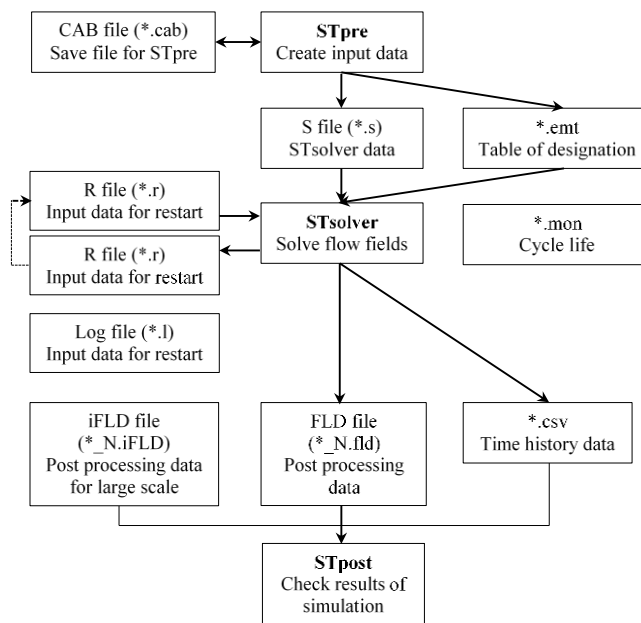 CAB file (*.cab)
Save file for STpre
STpre
Create input data
S file (*.s)
STsolver data
*.emt
Table of designation
R file (*.r)
Input data for restart
STsolver
Solve flow fields
*.mon
Cycle life
R file (*.r)
Input data for restart
Log file (*.l)
Input data for restart
iFLD file
(*_N.iFLD)
Post processing data
for large scale
FLD file
(*_N.fld)
Post processing
data
*.csv
Time history data
STpost
Check results of
simulation